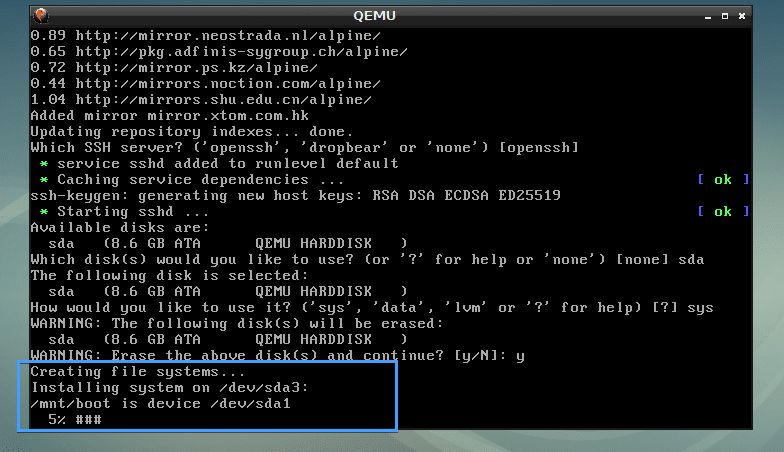 QEMU
0.89 http://mirror.neostrada.nl/alpine/
0.65 http://pkg.adfinis-sygroup.ch/alpine/
0.72 http://mirror.ps.kz/alpine/
0.44 http://mirrors.noction.com/alpine/
1.04 http://mirrors.shu.edu.cn/alpine/
Added mirror mirror.xtom.com.hk
Updating repository indexes... done.
Which SSH server? ('openssh', 'dropbear' or 'none') [openssh]
* service sshd added to runlevel default
* Caching service dependencies ... [ ok ]
ssh-keygen: generating new host keys: RSA DSA ECDSA ED25519
* Starting sshd ... [ ok ]
Available disks are:
sda (8.6 GB ATA QEMU HARDDISK )
Which disk(s) would you like to use? (or '?' for help or 'none') [none] sda
The following disk is selected:
sda (8.6 GB ATA QEMU HARDDISK )
How would you like to use it? ('sys', 'data', 'lvm' or '?' for help) [?] sys
WARNING: The following disk(s) will be erased:
sda (8.6 GB ATA QEMU HARDDISK )
WARNING: Erase the above disk(s) and continue? [y/N]: y
Creating file systems...
Installing system on /dev/sda3:
/mnt/boot is device /dev/sda1
5% ###